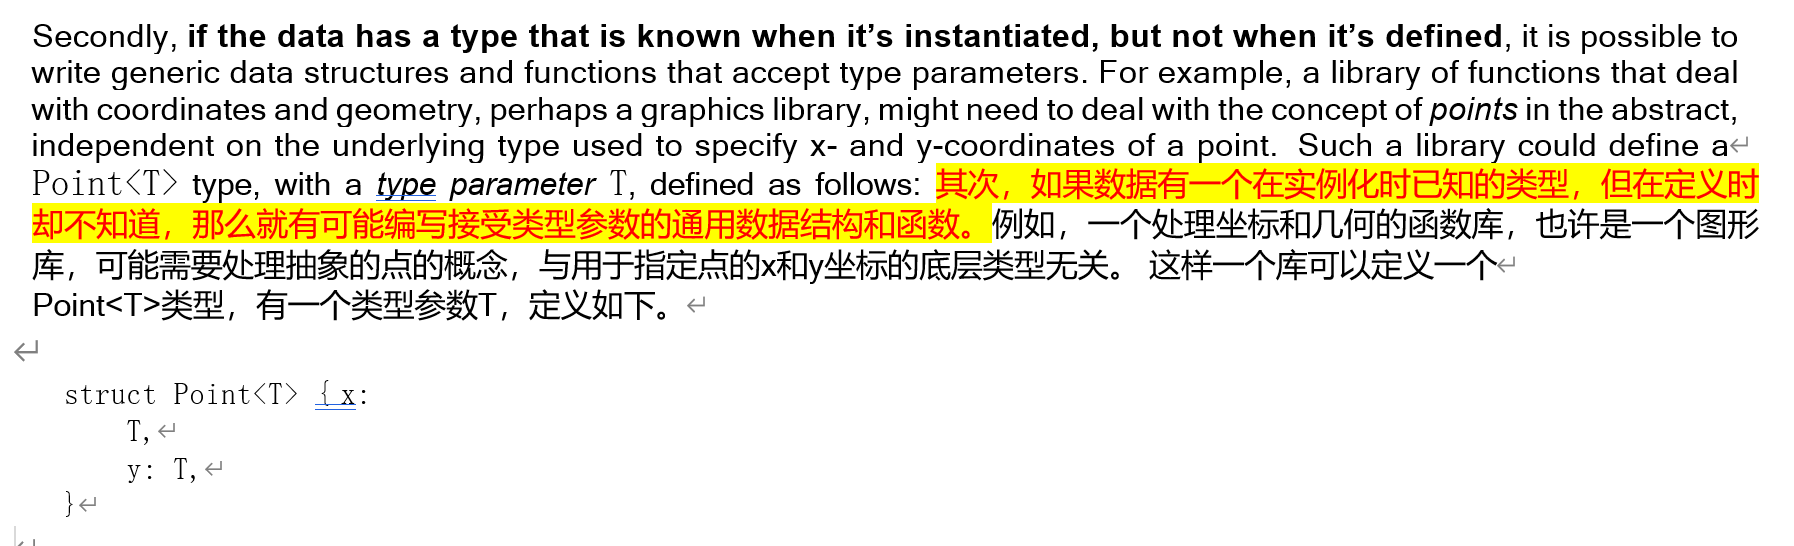 Secondly, if the data has a type that is known when it’s instantiated, but not when it’s defined, it is possible to
write generic data structures and functions that accept type parameters. For example, a library of functions that deal
with coordinates and geometry, perhaps a graphics library, might need to deal with the concept of points in the abstract,
independent on the underlying type used to specify x- and y-coordinates of a point.  Such a library could define a↵
Point<T> type, with a type parameter T, defined as follows: 其次，如果数据有一个在实例化时已知的类型，但在定义时
却不知道，那么就有可能编写接受类型参数的通用数据结构和函数。例如，一个处理坐标和几何的函数库，也许是一个图形
库，可能需要处理抽象的点的概念，与用于指定点的x和y坐标的底层类型无关。 这样一个库可以定义一个↵
Point<T>类型，有一个类型参数T，定义如下。↵
↵
struct Point<T> { x:
T,↵
y: T,↵
}↵